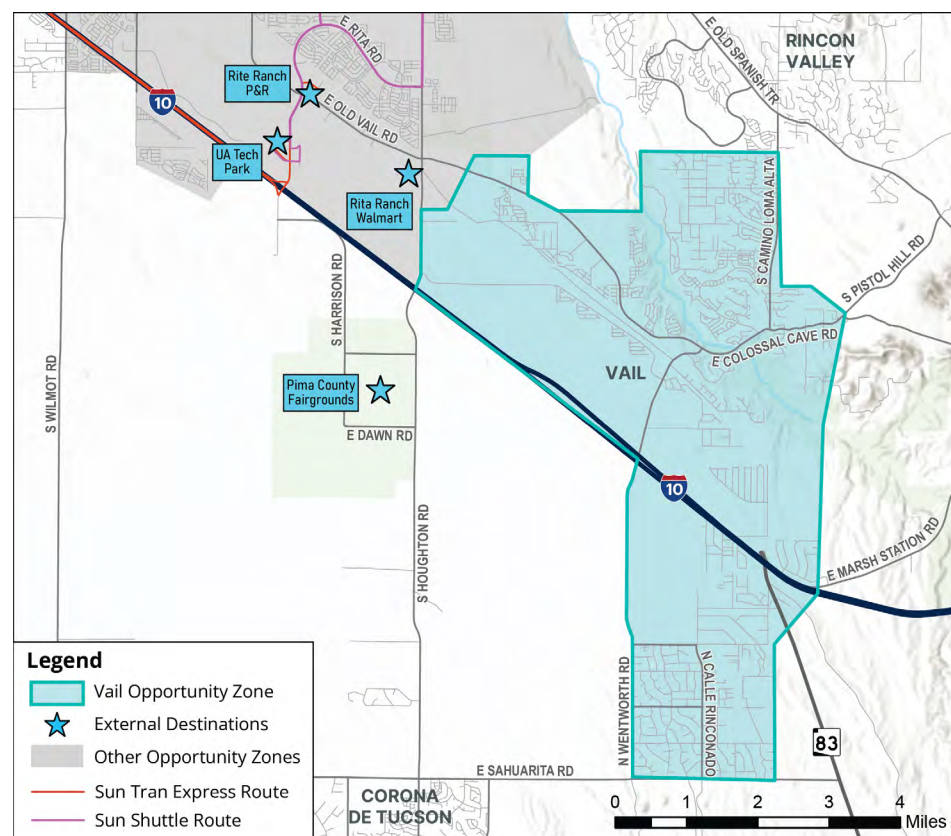 E RITA RD
E OLD SPANISH TR
RINCON
VALLEY
Rite Ranch
P&R
10
E OLD VAIL RD
UA Tech
Park
Rita Ranch
Walmart
S CAMINO LOMA ALTA
S PISTOL HILL RD
S HARRISON RD
E COLOSSAL CAVE RD
S WILMOT RD
VAIL
Pima County
Fairgrounds
E DAWN RD
10
S HOUGHTON RD
E MARSH STATION RD
N WENTWORTH RD
N CALLE RINCONADO
83
E SAHUARITA RD
CORONA
DE TUCSON
Legend
Vail Opportunity Zone
External Destinations
Other Opportunity Zones
Sun Tran Express Route
Sun Shuttle Route
0 1 2 3 4
Miles